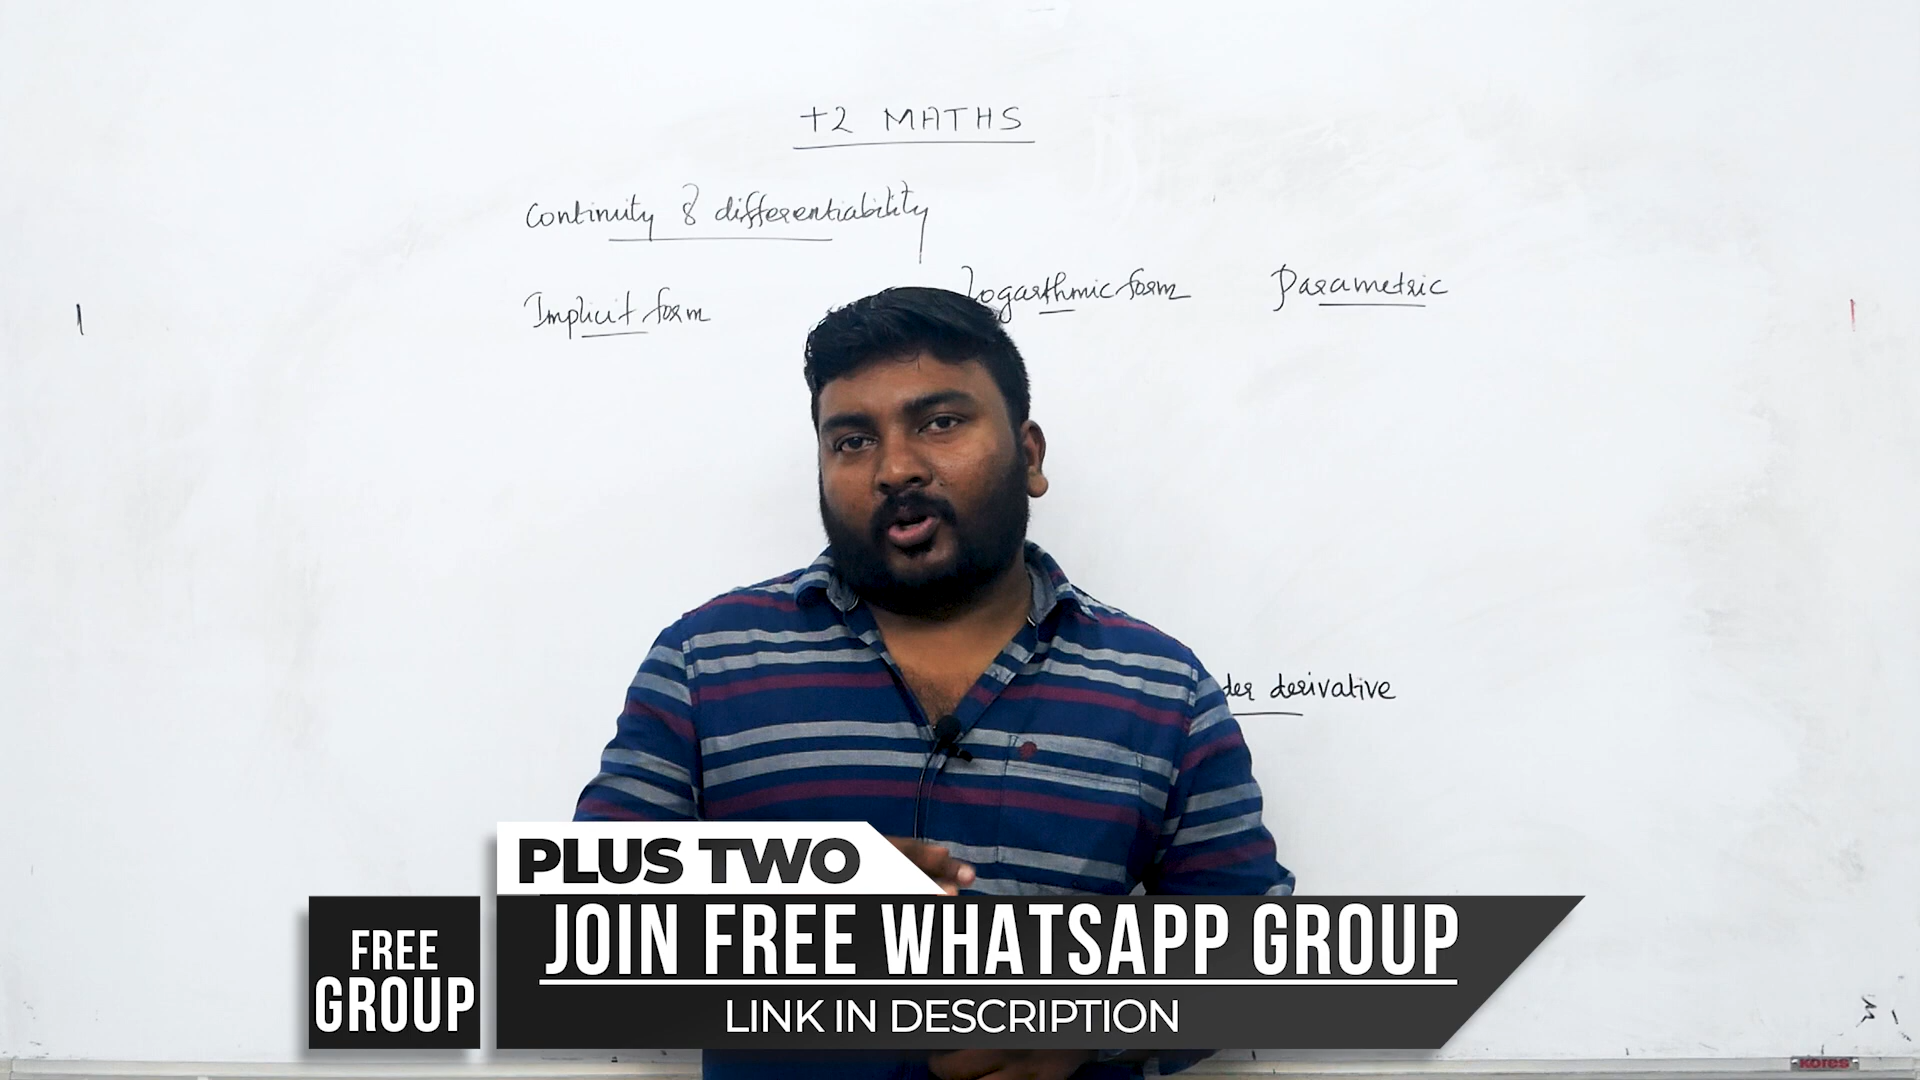 +2 MATHS
Continuity & differentiability
Implicit form
Logarthmic form
Parametric
derivative
PLUS TWO
FREE GROUP
JOIN FREE WHATSAPP GROUP
LINK IN DESCRIPTION
KORES